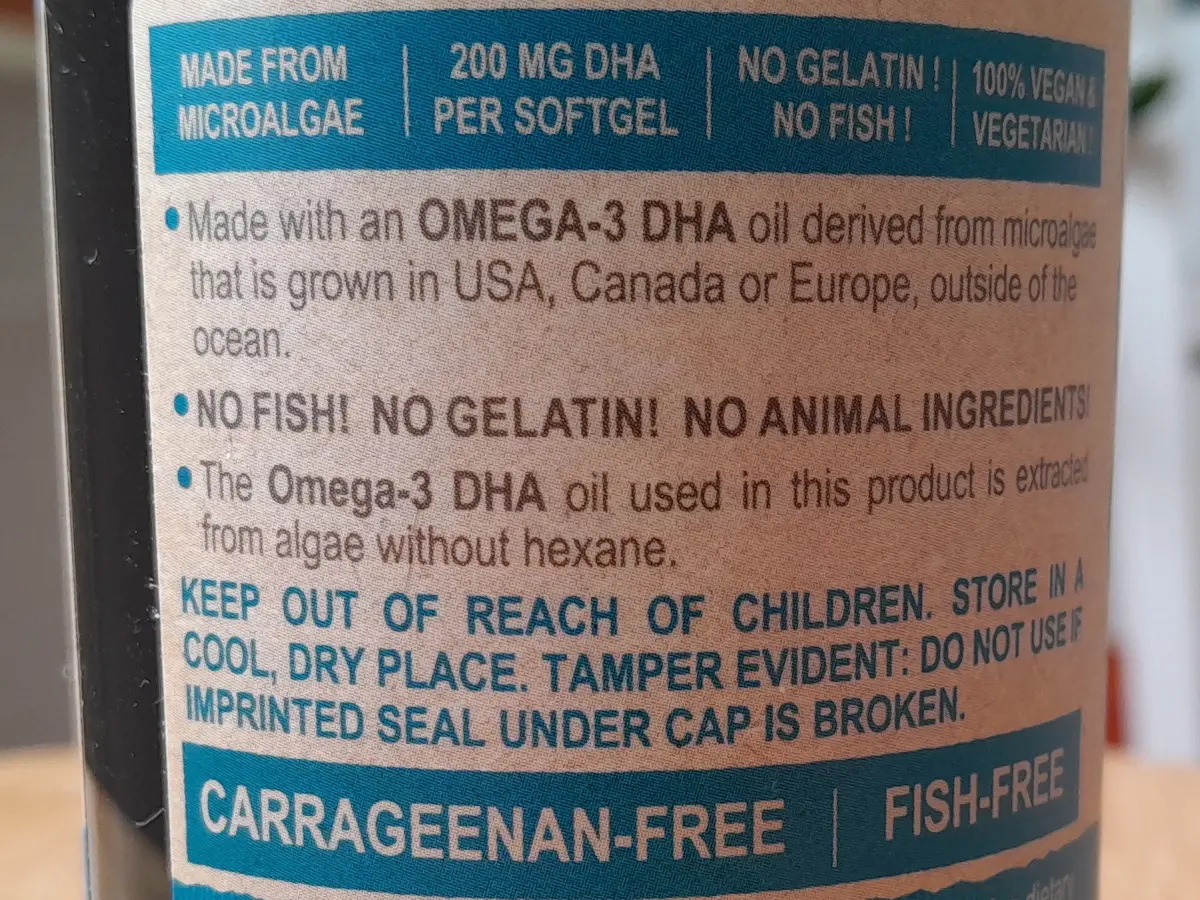 MADE FROM
MICROALGAE
200 MG DHA
PER SOFTGEL
NO GELATIN !
NO FISH !
100% VEGAN &
VEGETARIAN !
• Made with an OMEGA-3 DHA oil derived from microalgae
that is grown in USA, Canada or Europe, outside of the
ocean.
• NO FISH! NO GELATIN! NO ANIMAL INGREDIENTS!
• The Omega-3 DHA oil used in this product is extracted
from algae without hexane.
KEEP OUT OF REACH OF CHILDREN. STORE IN A
COOL, DRY PLACE. TAMPER EVIDENT: DO NOT USE IF
IMPRINTED SEAL UNDER CAP IS BROKEN.
CARRAGEENAN-FREE
FISH-FREE
dietary